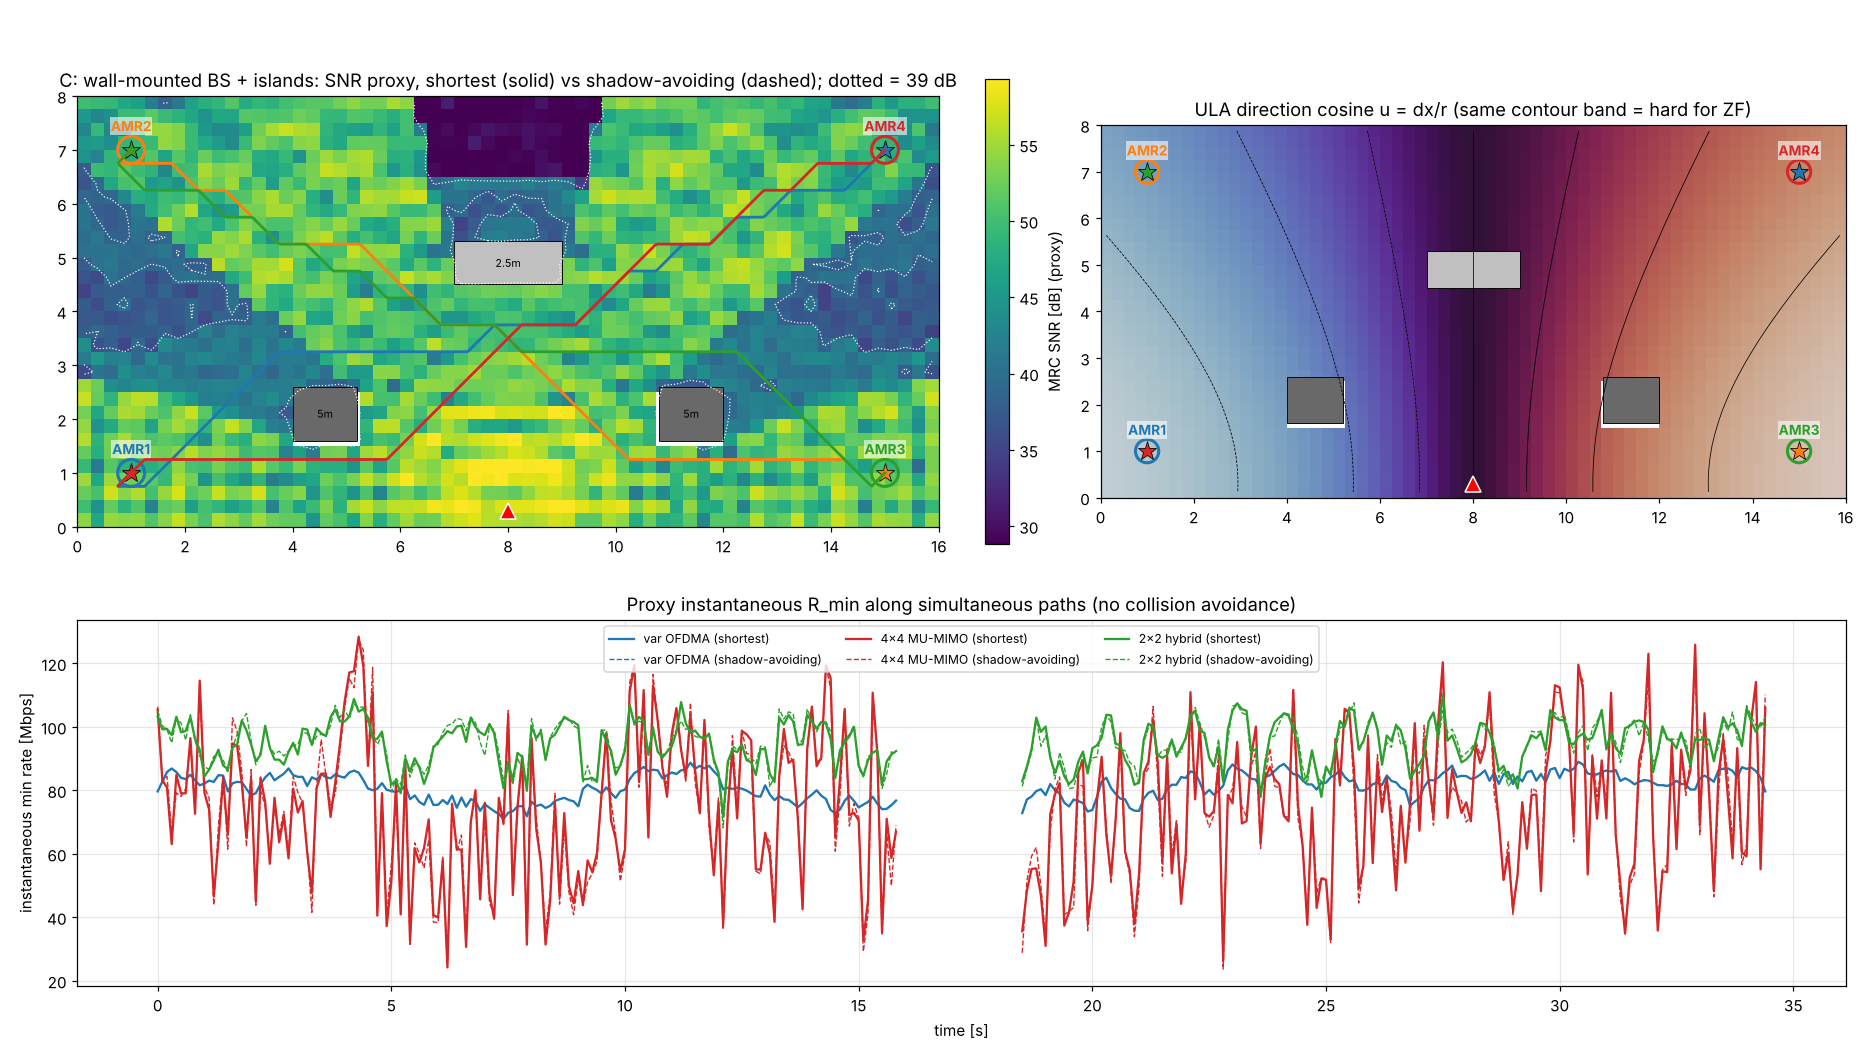 C: wall-mounted BS + islands: SNR proxy, shortest (solid) vs shadow-avoiding (dashed); dotted = 39 dB
8
7
6
5
4
3
2
1
0
AMR2
AMR4
2.5m
5m
5m
AMR1
AMR3
0 2 4 6 8 10 12 14 16
55
50
45
40
35
30
MRC SNR [dB] (proxy)
ULA direction cosine u = dx/r (same contour band = hard for ZF)
8
7
6
5
4
3
2
1
0
AMR2
AMR4
AMR1
AMR3
0 2 4 6 8 10 12 14 16
Proxy instantaneous R_min along simultaneous paths (no collision avoidance)
var OFDMA (shortest)
var OFDMA (shadow-avoiding)
4×4 MU-MIMO (shortest)
4×4 MU-MIMO (shadow-avoiding)
2×2 hybrid (shortest)
2×2 hybrid (shadow-avoiding)
instantaneous min rate [Mbps]
120
100
80
60
40
20
0 5 10 15 20 25 30 35
time [s]